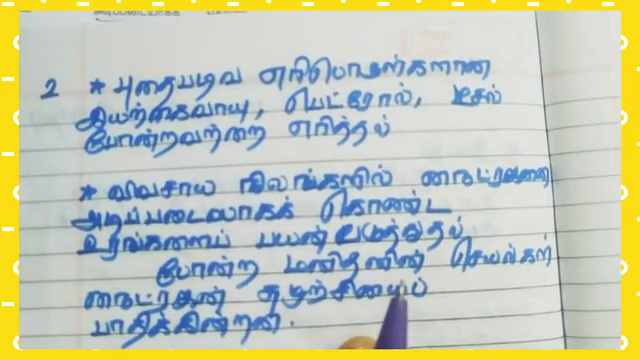 2 * புதைபடிவ எரிபொருள்களான
இயற்கைவாயு, பெட்ரோல், டீசல்
போன்றவற்றை எரித்தல்
* விவசாய நிலங்களில் நைட்ரஜனை
அடிப்படையாகக் கொண்ட
உரங்களைப் பயன்படுத்துதல்
போன்ற மனிதனின் செயல்கள்
நைட்ரஜன் சுழற்சியைப்
பாதிக்கின்றன.